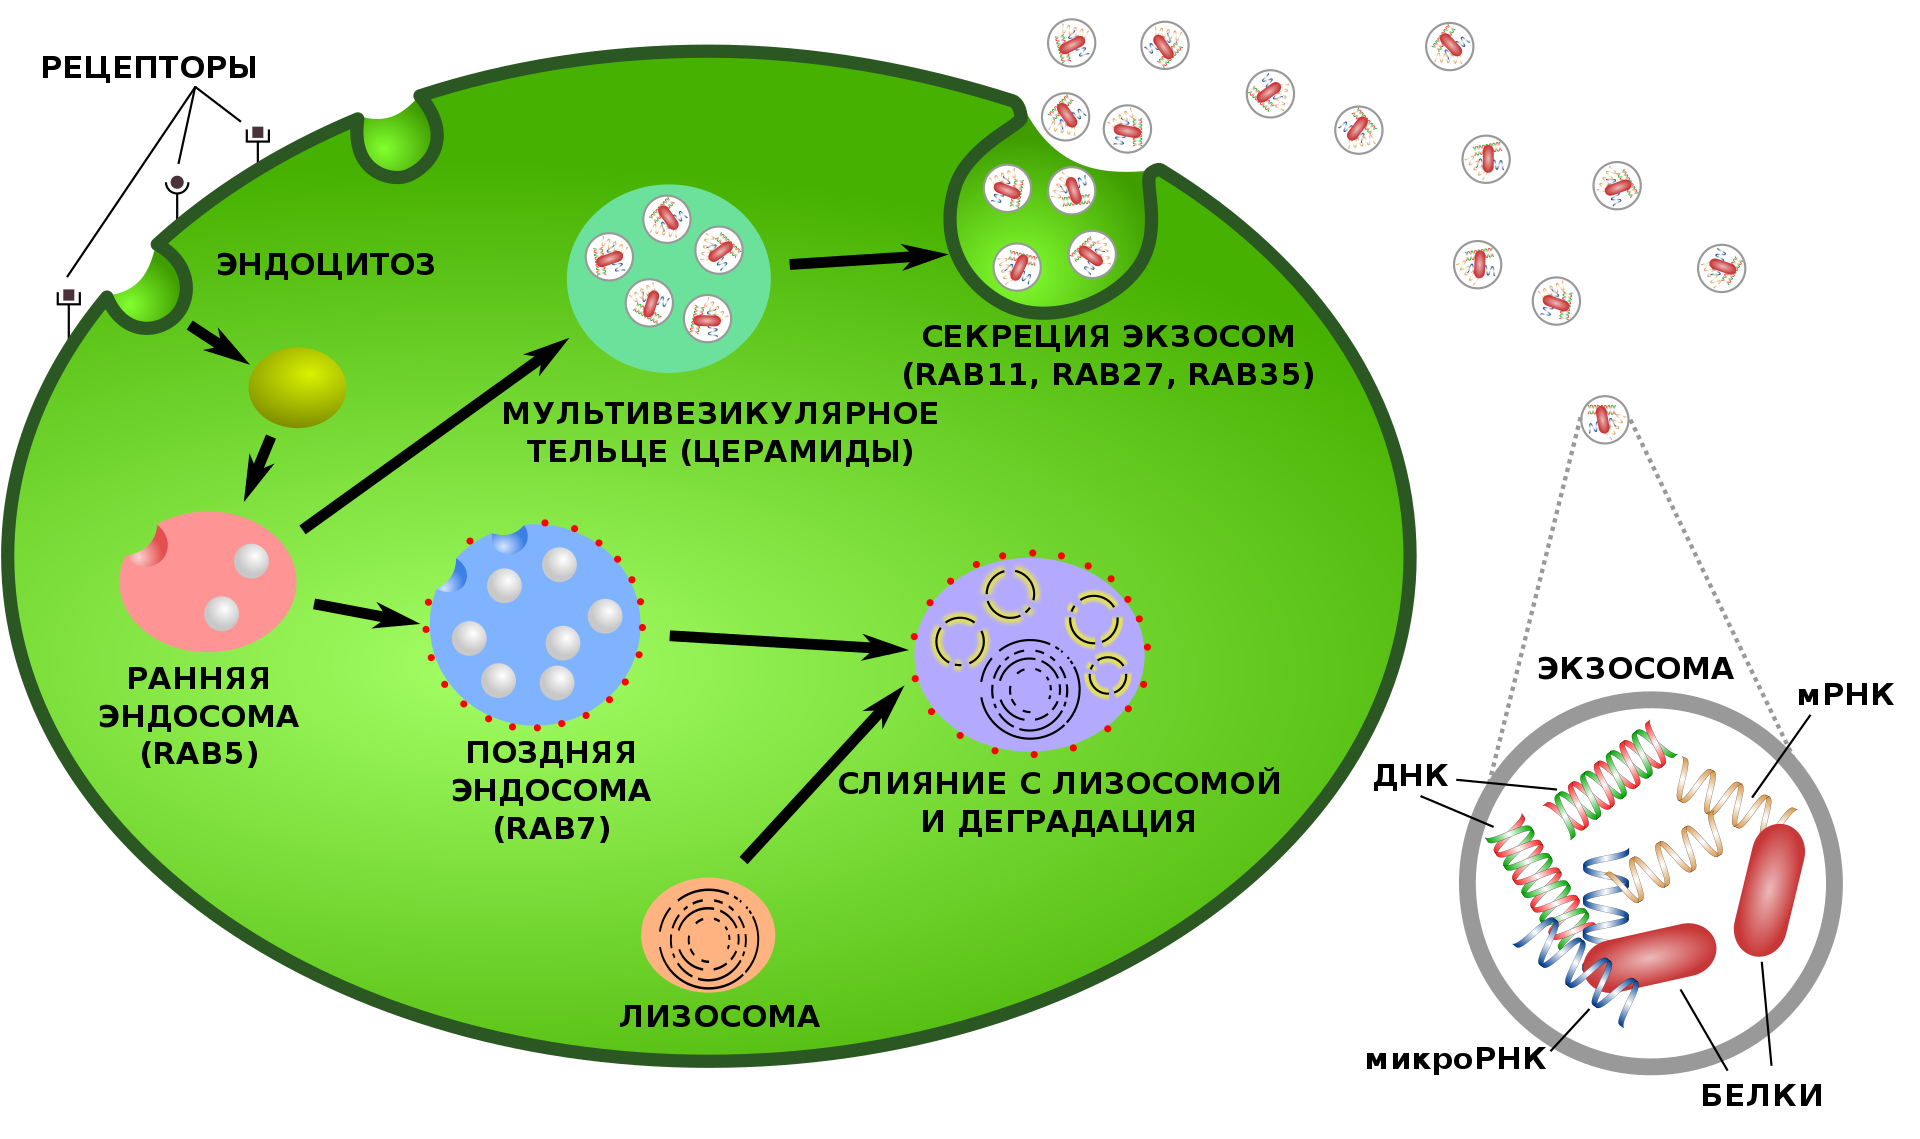 РЕЦЕПТОРЫ
ЭНДОЦИТОЗ
СЕКРЕЦИЯ ЭКЗОСОМ
(RAB11, RAB27, RAB35)
МУЛЬТИВЕЗИКУЛЯРНОЕ
ТЕЛЬЦЕ (ЦЕРАМИДЫ)
РАННЯЯ
ЭНДОСОМА
(RAB5)
ПОЗДНЯЯ
ЭНДОСОМА
(RAB7)
СЛИЯНИЕ С ЛИЗОСОМОЙ
И ДЕГРАДАЦИЯ
ЛИЗОСОМА
ЭКЗОСОМА
мРНК
ДНК
микроРНК
БЕЛКИ